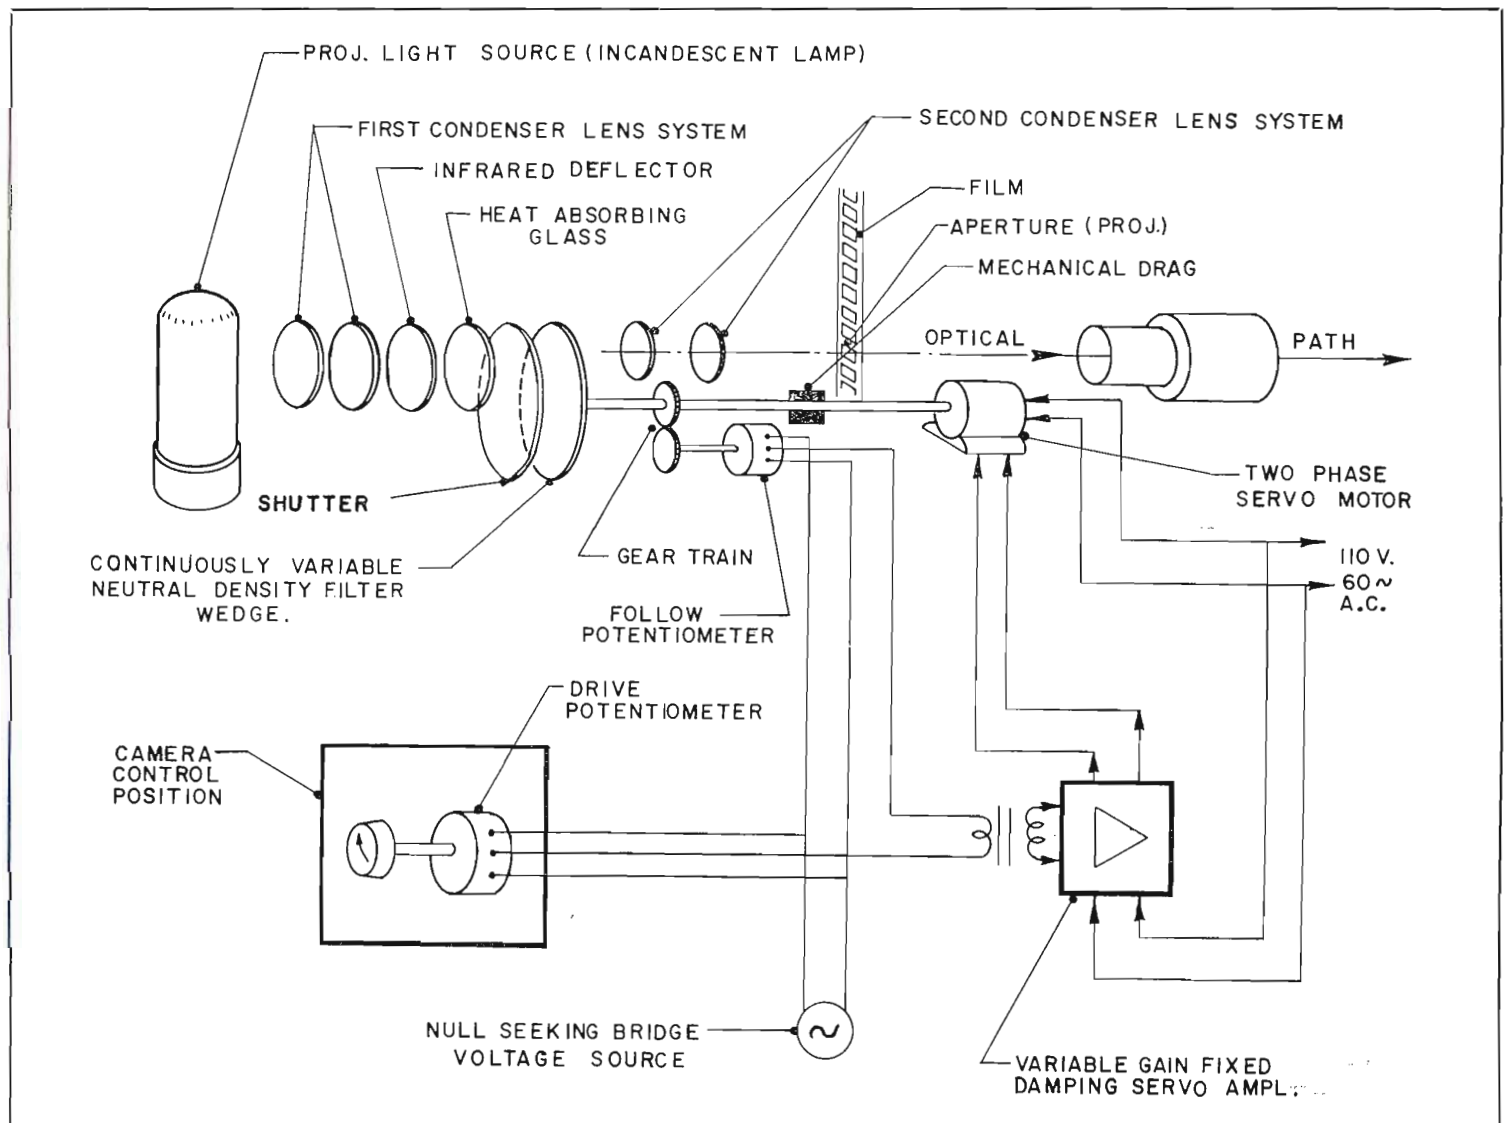 PROJ. LIGHT SOURCE (INCANDESCENT LAMP)
FIRST CONDENSER LENS SYSTEM
SECOND CONDENSER LENS SYSTEM
INFRARED DEFLECTOR
FILM
HEAT ABSORBING
GLASS
APERTURE (PROJ.)
MECHANICAL DRAG
OPTICAL
PATH
SHUTTER
TWO PHASE
SERVO MOTOR
CONTINUOUSLY VARIABLE
NEUTRAL DENSITY FILTER
WEDGE.
GEAR TRAIN
110 V.
60~
A.C.
FOLLOW
POTENTIOMETER
DRIVE
POTENTIOMETER
CAMERA
CONTROL
POSITION
NULL SEEKING BRIDGE
VOLTAGE SOURCE
~
VARIABLE GAIN FIXED
DAMPING SERVO AMPL.